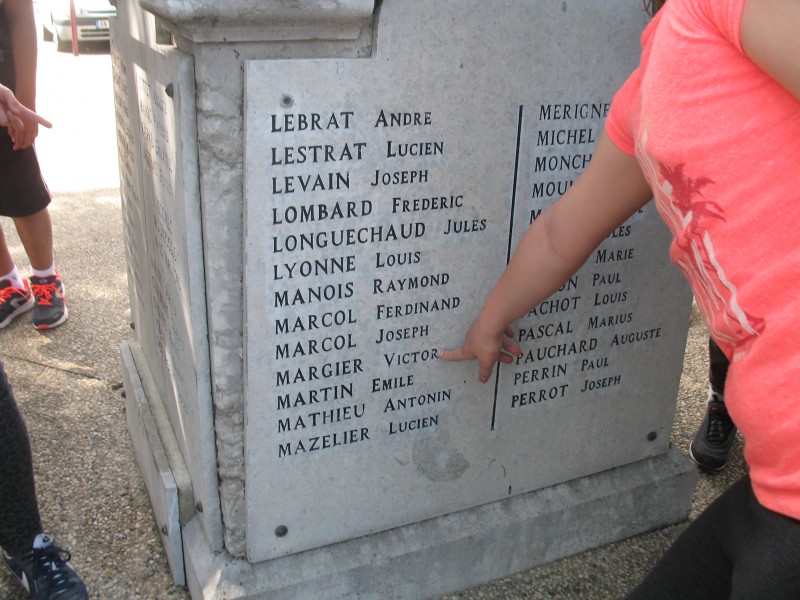 LEBRAT ANDRE
LESTRAT LUCIEN
LEVAIN JOSEPH
LOMBARD FREDERIC
LONGUECHAUD JULES
LYONNE LOUIS
MANOIS RAYMOND
MARCOL FERDINAND
MARCOL JOSEPH
MARGIER VICTOR
MARTIN EMILE
MATHIEU ANTONIN
MAZELIER LUCIEN
MICHEL
MARIE
PAUL
LOUIS
PASCAL MARIUS
PAUCHARD AUGUSTE
PERRIN PAUL
PERROT JOSEPH